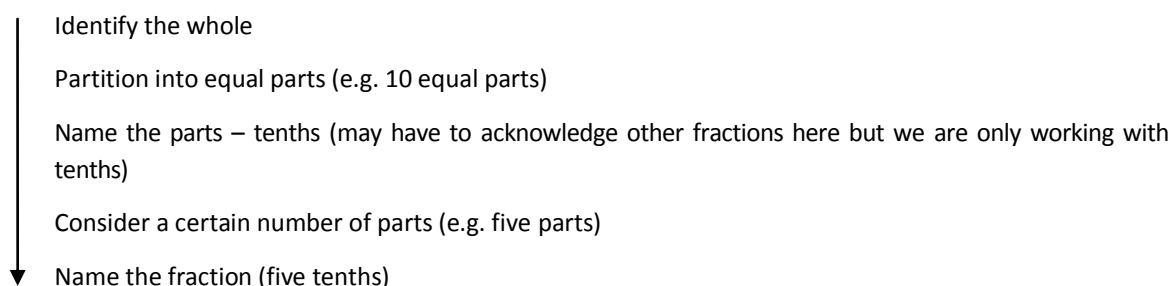 Identify the whole
Partition into equal parts (e.g. 10 equal parts)
Name the parts – tenths (may have to acknowledge other fractions here but we are only working with
tenths)
Consider a certain number of parts (e.g. five parts)
Name the fraction (five tenths)